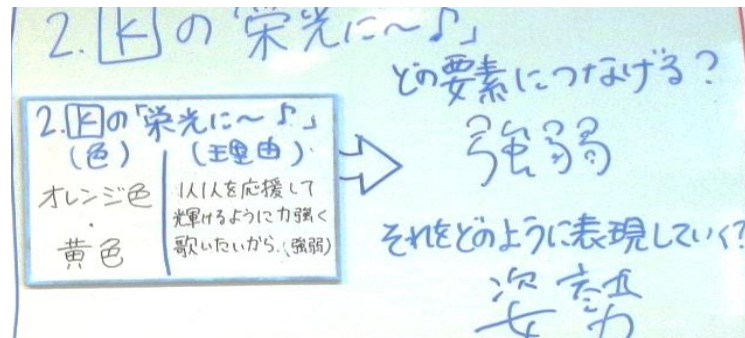 2. K の「栄光に〜♪」
2. Kの「栄光に〜♪」
(色) (理由)
オレンジ色
・
黄色
1人1人を応援して
輝けるように力強く
歌いたいから。(強弱)
どの要素につなげる?
強弱
それをどのように表現していく?
姿勢